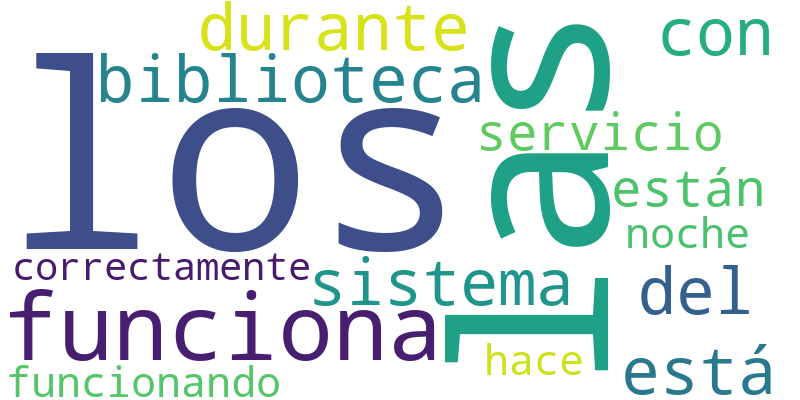 durante
con
biblioteca
los
las
servicio
están
noche
correctamente
sistema
del
funciona
hace
está
funcionando